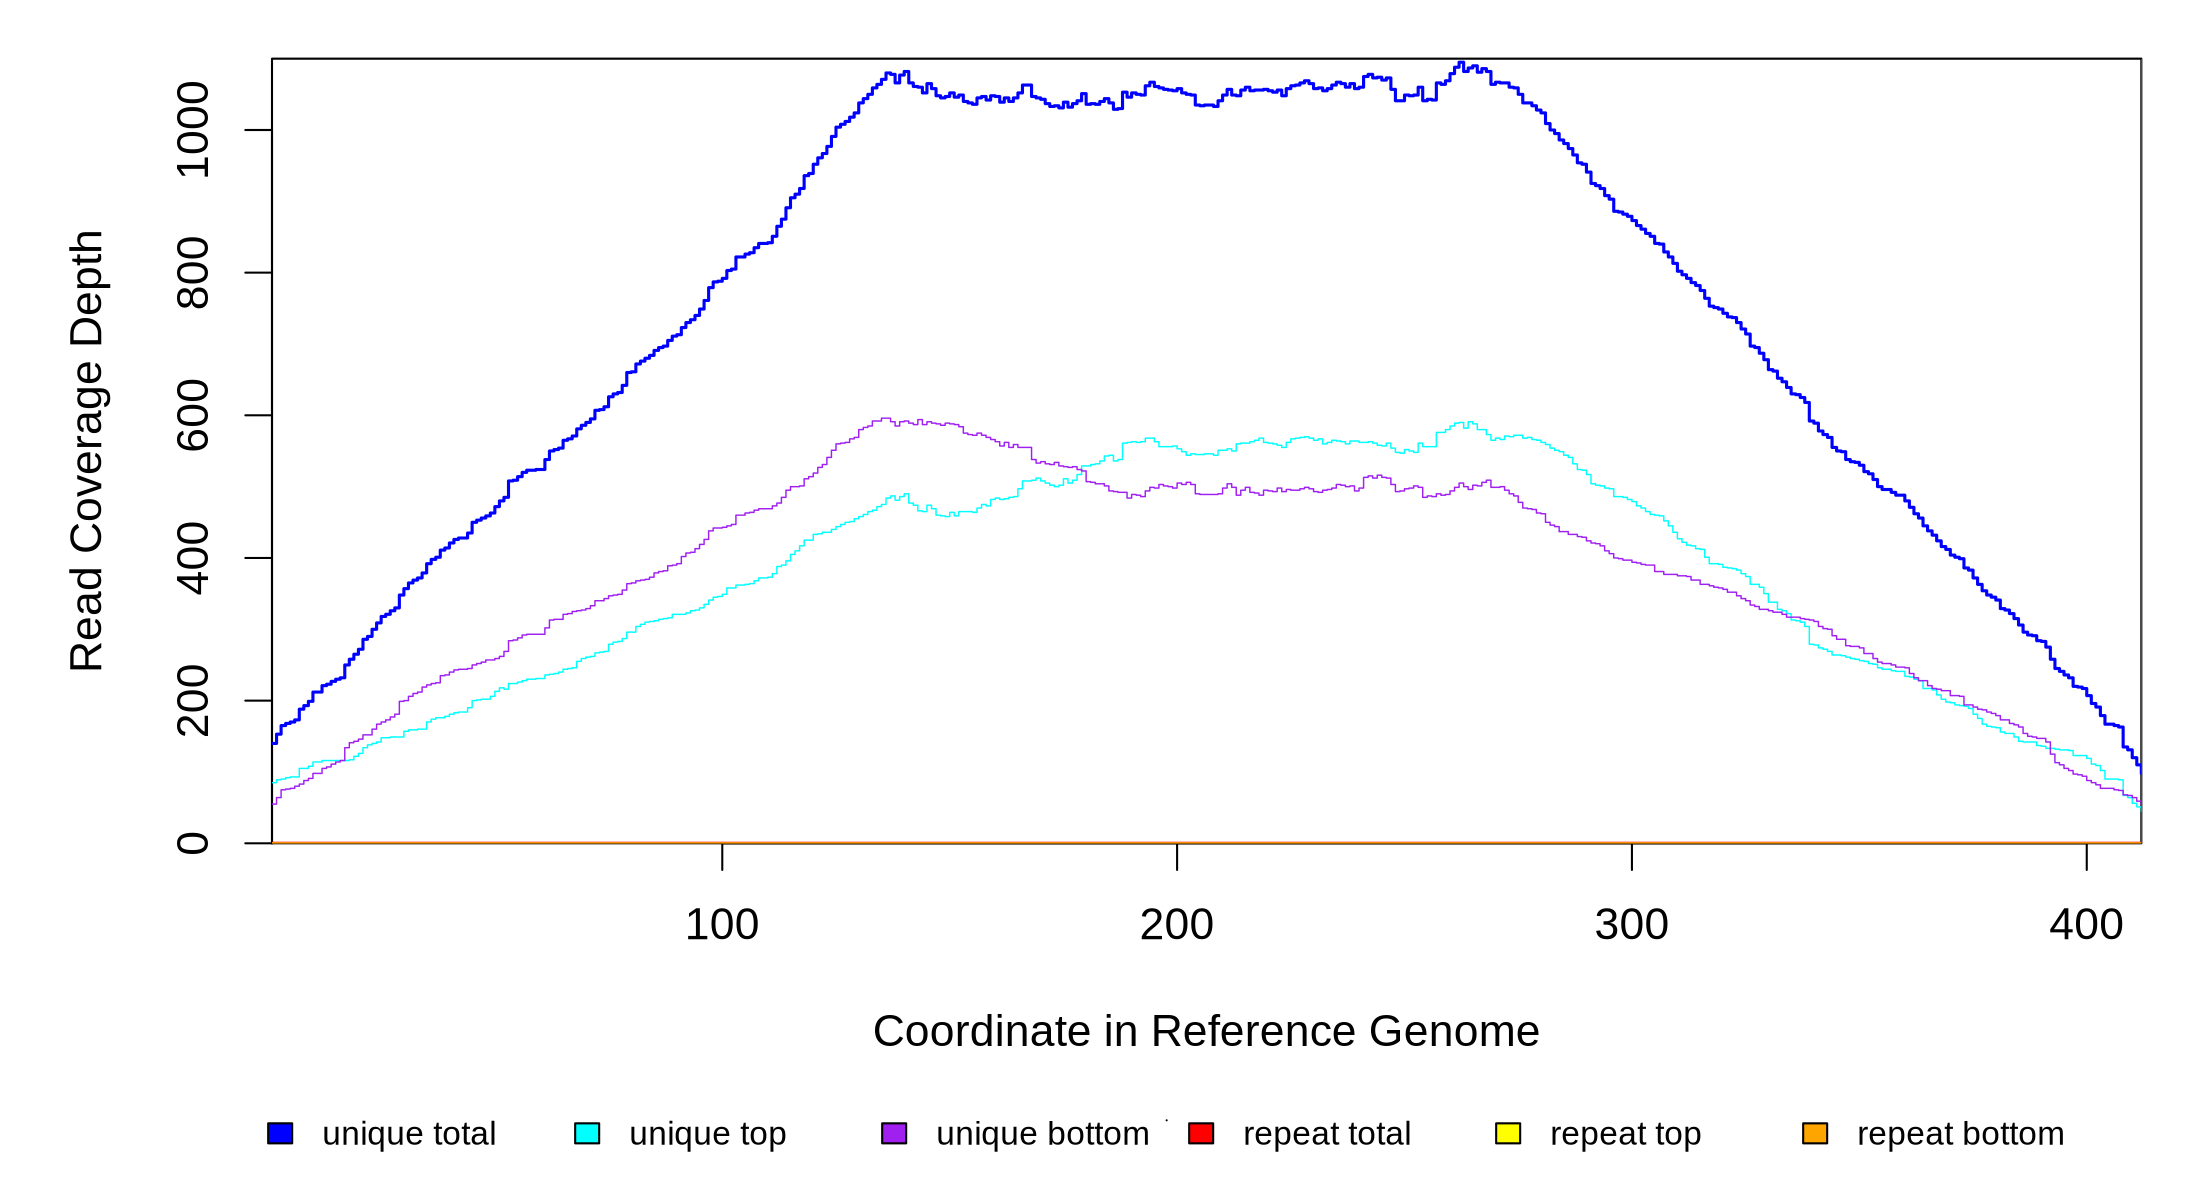 Read Coverage Depth
1000
800
600
400
200
0
100 200 300 400
Coordinate in Reference Genome
unique total unique top unique bottom repeat total repeat top repeat bottom